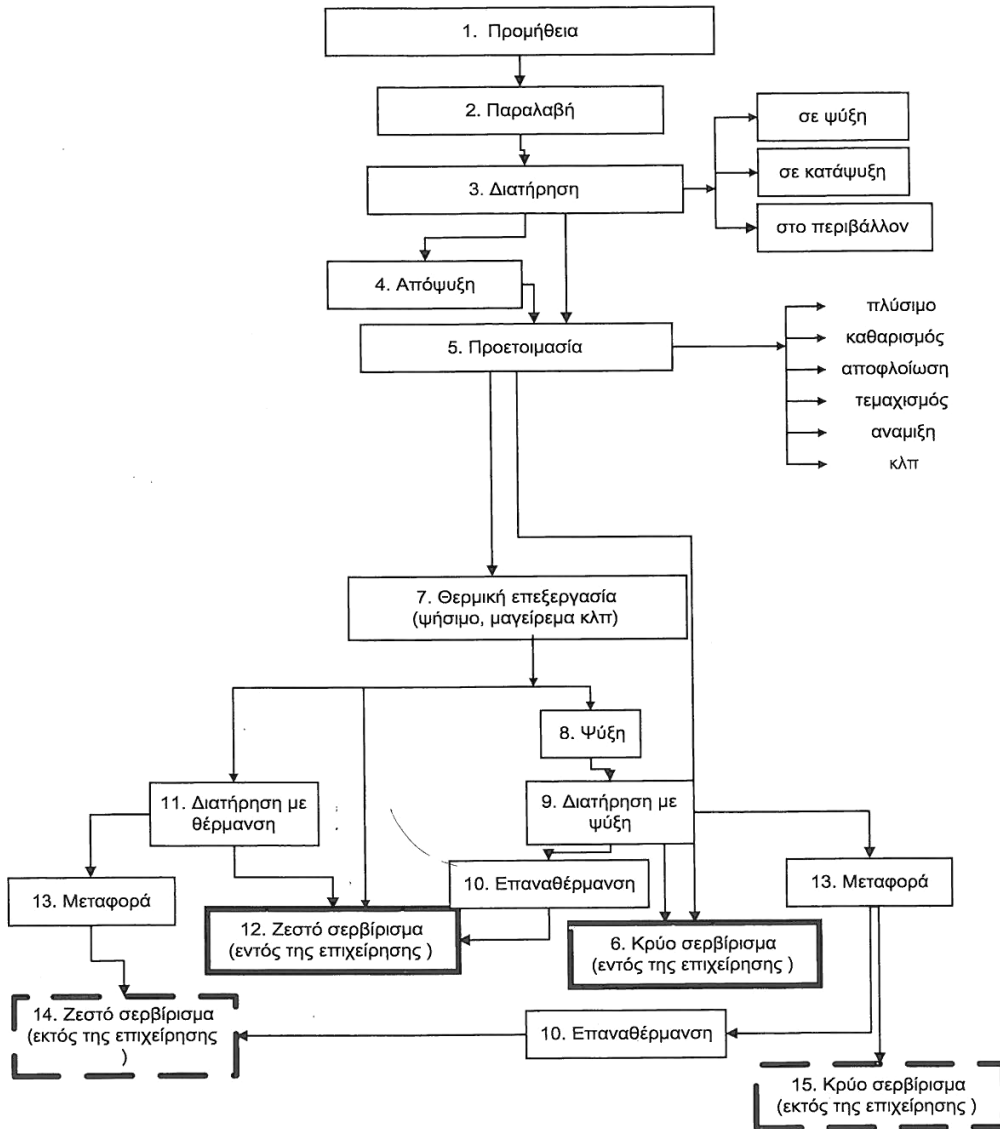 1. Προμήθεια
2. Παραλαβή
σε ψύξη
σε κατάψυξη
3. Διατήρηση
στο περιβάλλον
4. Απόψυξη
πλύσιμο
5. Προετοιμασία
καθαρισμός
αποφλοίωση
τεμαχισμός
αναμιξη
κλπ
7. Θερμική επεξεργασία
(ψήσιμο, μαγείρεμα κλπ)
8. Ψύξη
11. Διατήρηση με
θέρμανση
9. Διατήρηση με
ψύξη
10. Επαναθέρμανση
13. Μεταφορά
13. Μεταφορά
12. Ζεστό σερβίρισμα
(εντός της επιχείρησης )
6. Κρύο σερβίρισμα
(εντός της επιχείρησης )
14. Ζεστό σερβίρισμα
(εκτός της επιχείρησης
)
10. Επαναθέρμανση
15. Κρύο σερβίρισμα
(εκτός της επιχείρησης )